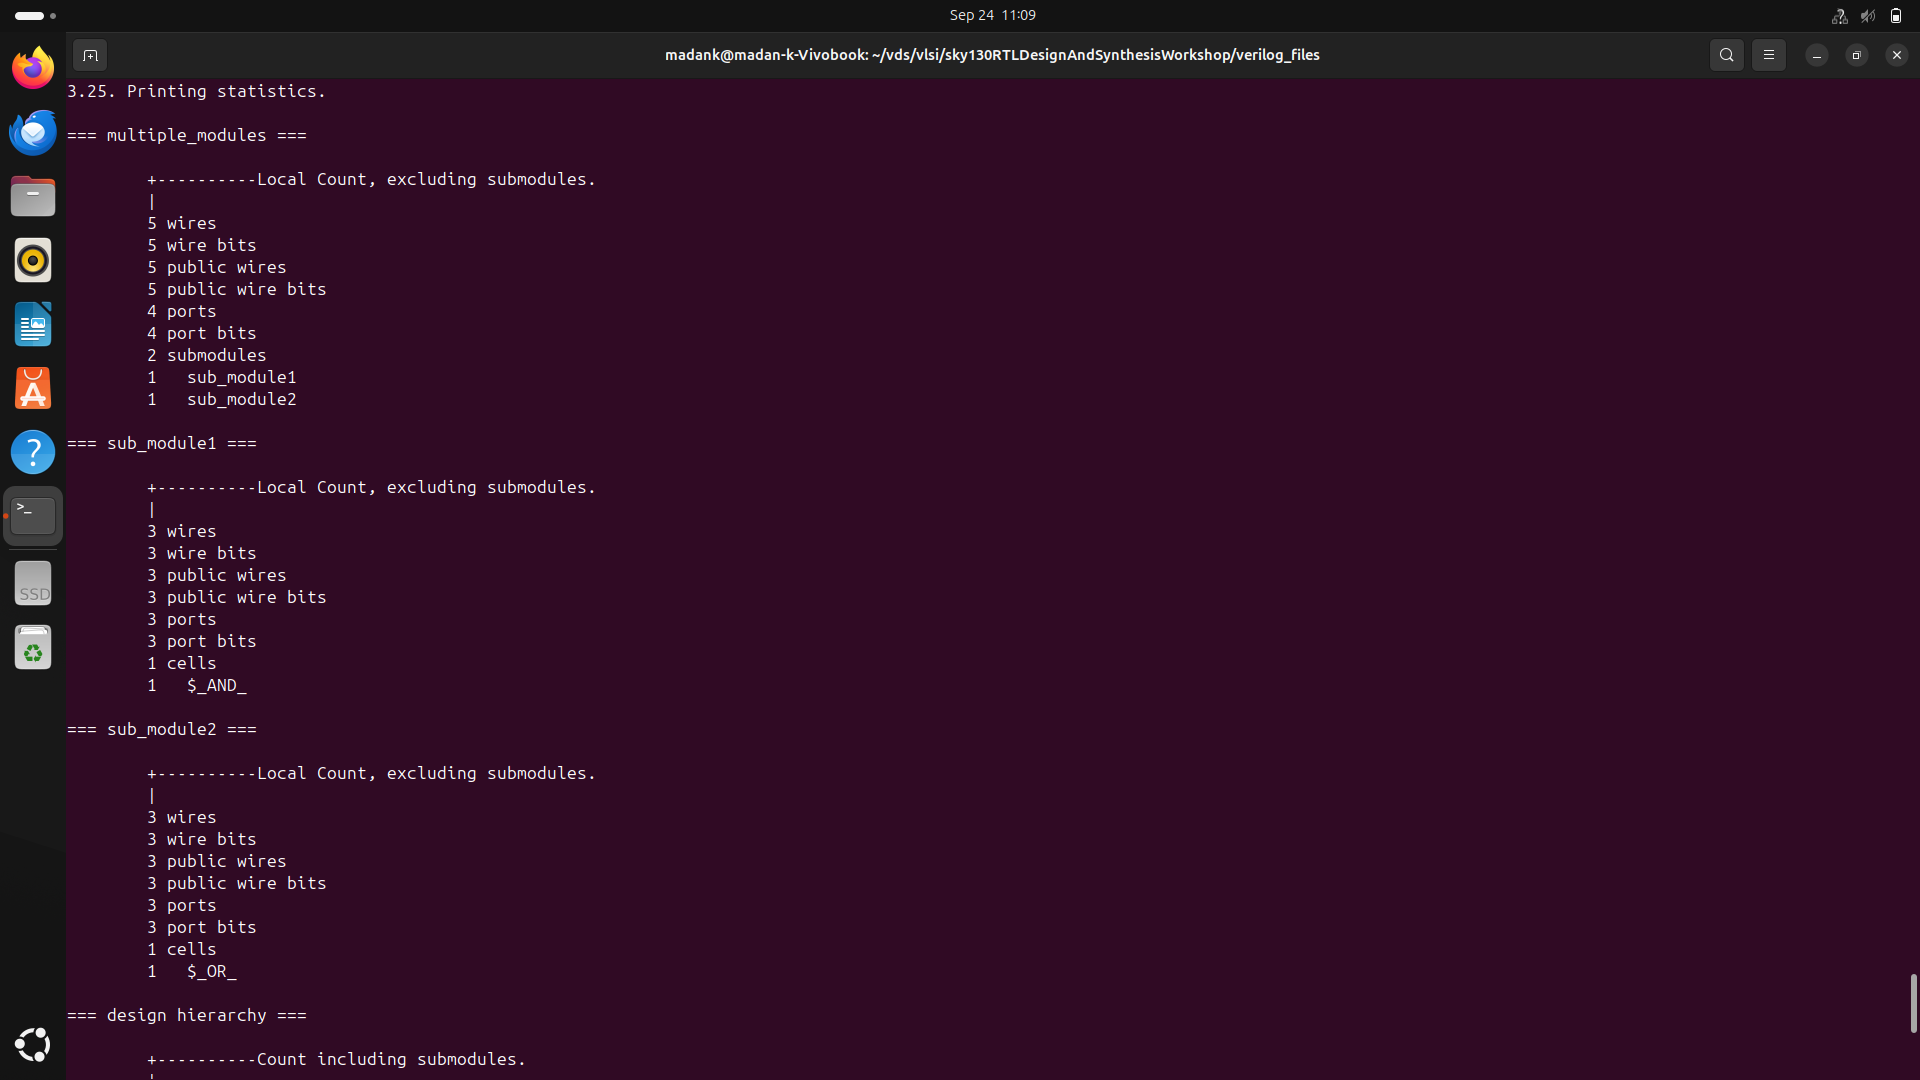 Sep 24 11:09
madank@madan-k-Vivobook: ~/vds/vlsi/sky130RTLDesignAndSynthesisWorkshop/verilog_files
3.25. Printing statistics.
=== multiple_modules ===
+----------Local Count, excluding submodules.
|
5 wires
5 wire bits
5 public wires
5 public wire bits
4 ports
4 port bits
2 submodules
1 sub_module1
1 sub_module2
=== sub_module1 ===
+----------Local Count, excluding submodules.
|
3 wires
3 wire bits
3 public wires
3 public wire bits
3 ports
3 port bits
1 cells
1 $_AND_
=== sub_module2 ===
+----------Local Count, excluding submodules.
|
3 wires
3 wire bits
3 public wires
3 public wire bits
3 ports
3 port bits
1 cells
1 $_OR_
=== design hierarchy ===
+----------Count including submodules.
SSD